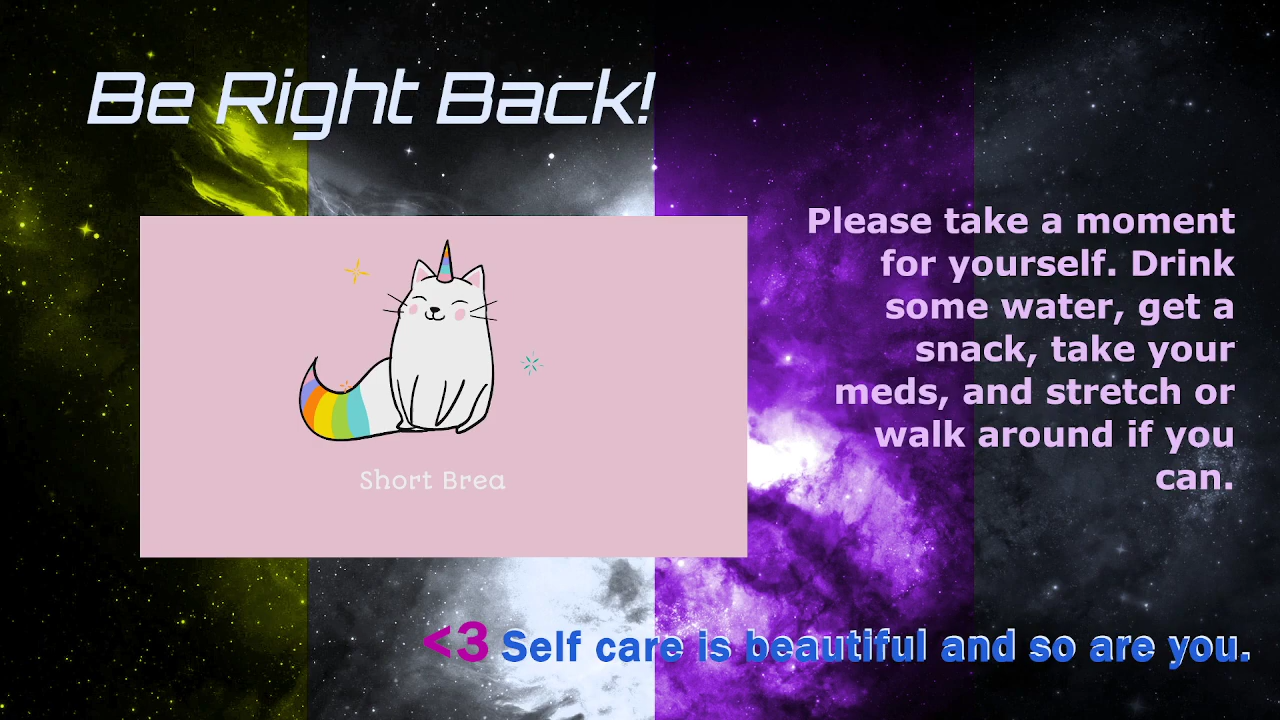 Be Right Back!
Please take a moment
for yourself. Drink
some water, get a
snack, take your
meds, and stretch or
walk around if you
can.
Short Brea
<3 Self care is beautiful and so are you.